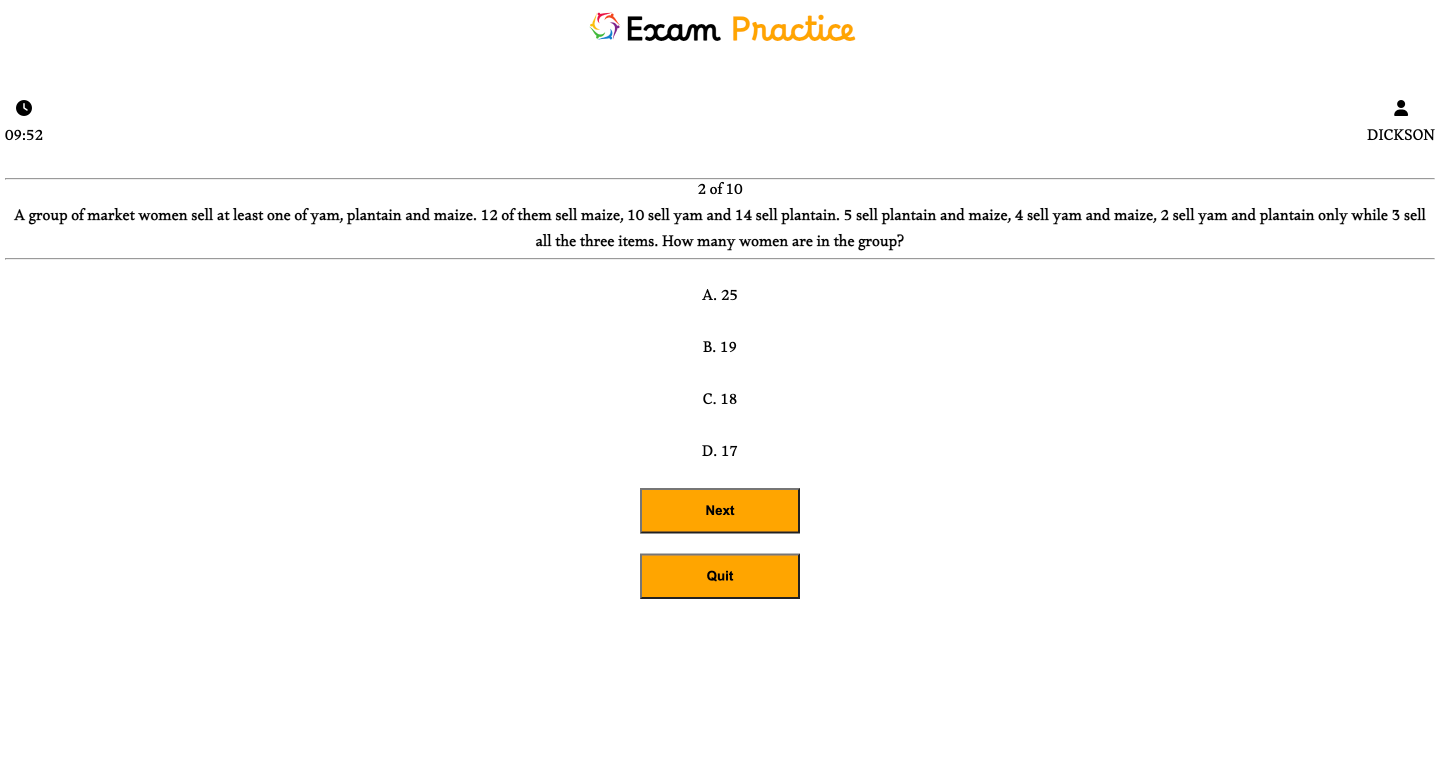 Exam Practice
09:52
DICKSON
2 of 10
A group of market women sell at least one of yam, plantain and maize. 12 of them sell maize, 10 sell yam and 14 sell plantain. 5 sell plantain and maize, 4 sell yam and maize, 2 sell yam and plantain only while 3 sell
all the three items. How many women are in the group?
A. 25
B. 19
C. 18
D. 17
Next
Quit